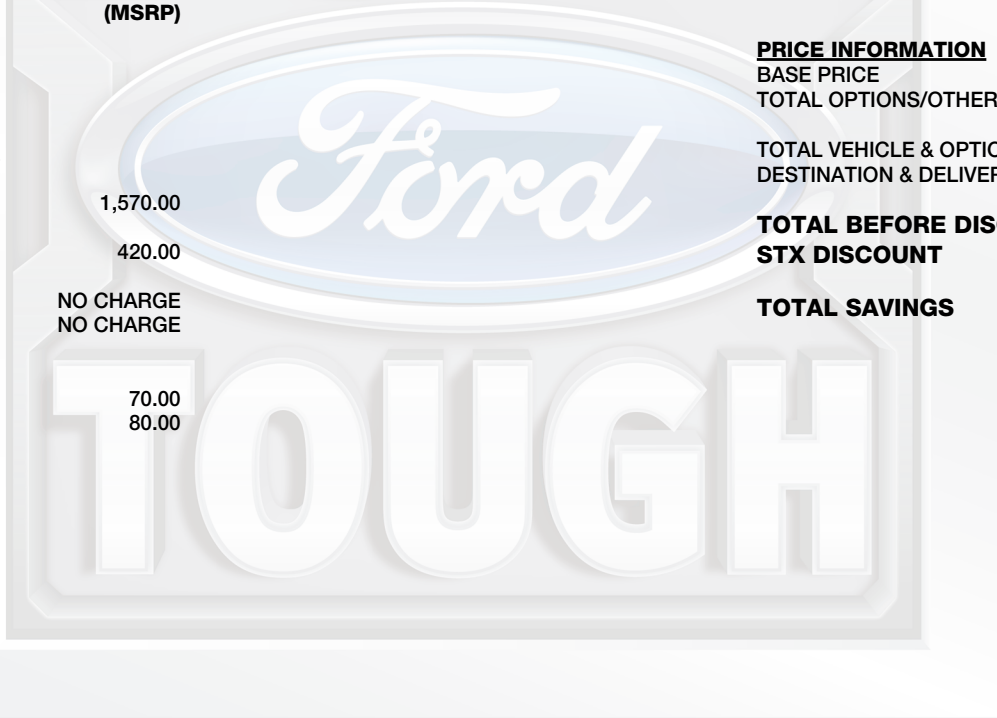 (MSRP)
1,570.00
420.00
NO CHARGE
NO CHARGE
70.00
80.00
PRICE INFORMATION
BASE PRICE
TOTAL OPTIONS/OTHER
TOTAL VEHICLE & OPTIO
DESTINATION & DELIVER
TOTAL BEFORE DISC
STX DISCOUNT
TOTAL SAVINGS
Ford
TOUGH